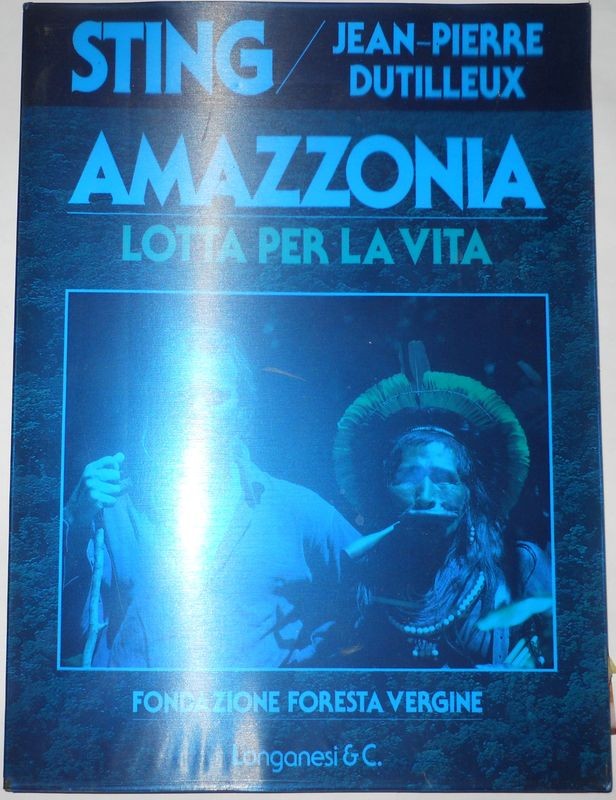 STING / JEAN-PIERRE DUTILLEUX
AMAZZONIA
LOTTA PER LA VITA
FONDAZIONE FORESTA VERGINE
Longanesi & C.